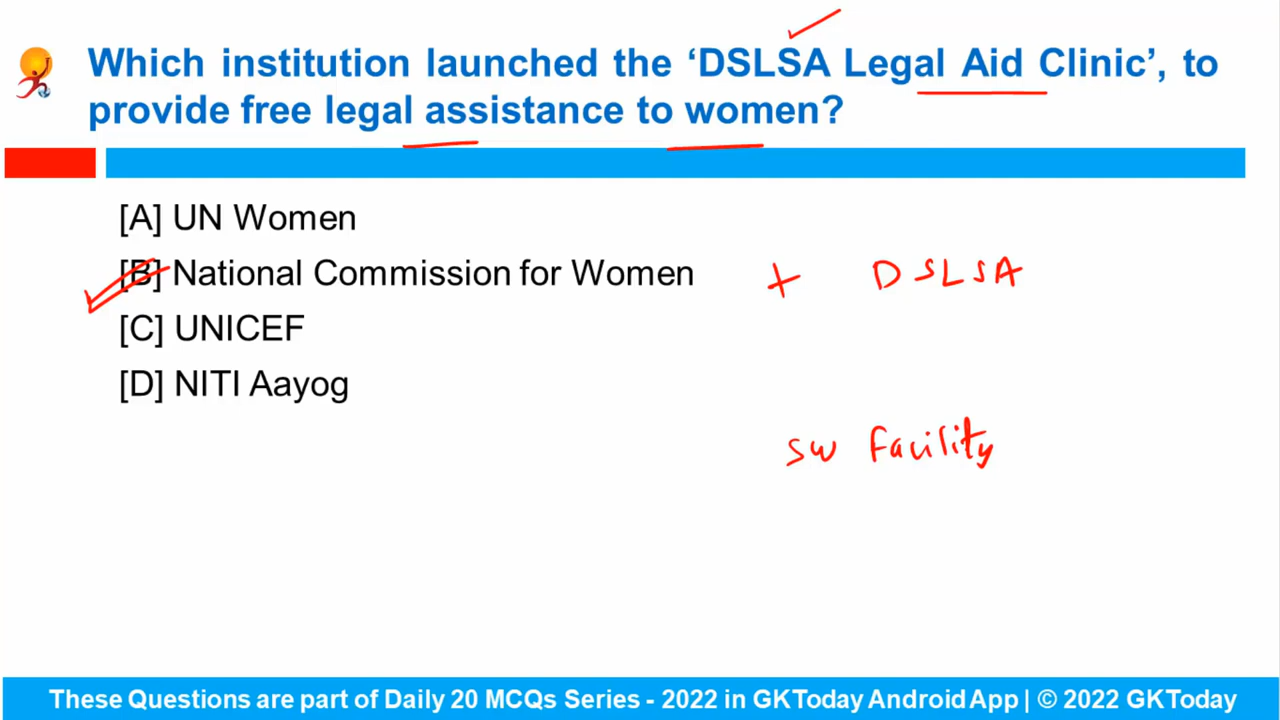 Which institution launched the ‘DSLSA Legal Aid Clinic’, to
provide free legal assistance to women?
[A] UN Women
[B] National Commission for Women + DSLSA
[C] UNICEF
[D] NITI Aayog
sw Facility
These Questions are part of Daily 20 MCQs Series - 2022 in GKToday Android App | © 2022 GKToday